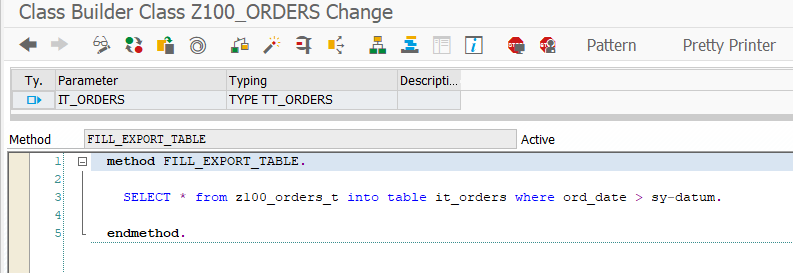 Class Builder Class Z100_ORDERS Change
Pattern Pretty Printer
Ty. Parameter Typing Descripti...
IT_ORDERS TYPE TT_ORDERS
Method FILL_EXPORT_TABLE Active
1 method FILL_EXPORT_TABLE.
2
3 SELECT * from z100_orders_t into table it_orders where ord_date > sy-datum.
4
5 endmethod.